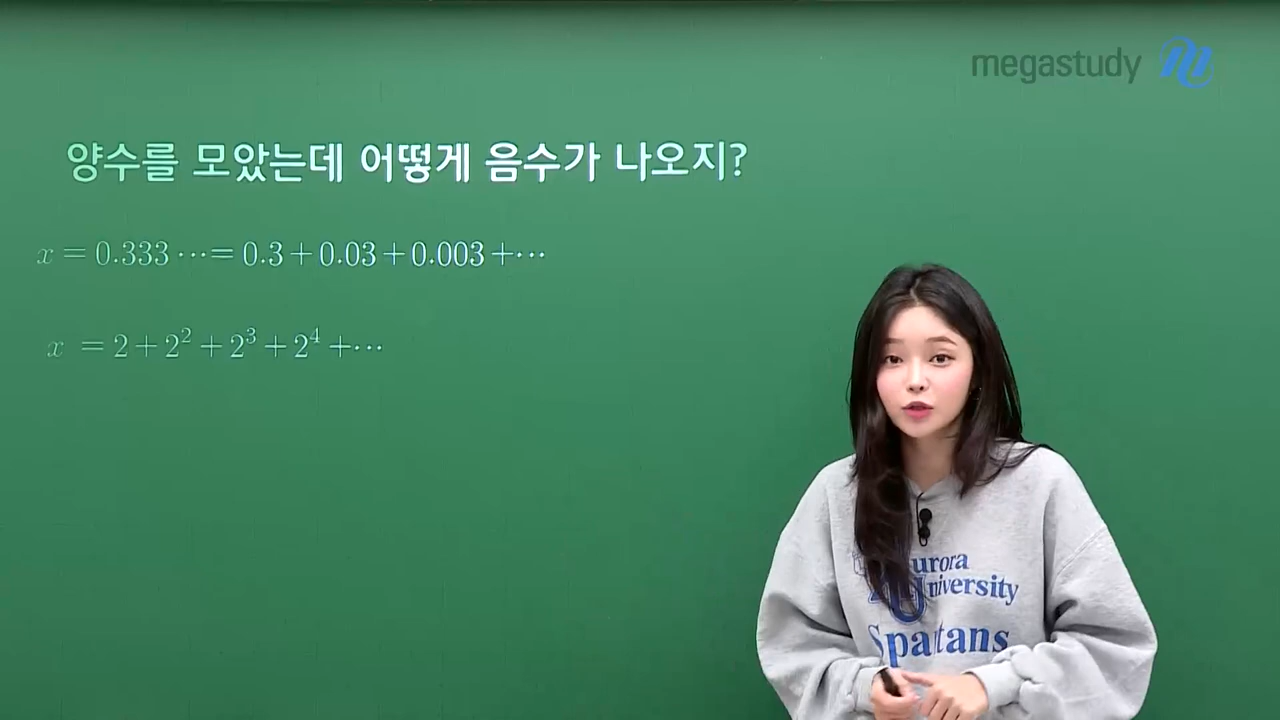 megastudy
양수를 모았는데 어떻게 음수가 나오지?
x = 0.333 ⋯ = 0.3 + 0.03 + 0.003 + ⋯
x = 2 + 2² + 2³ + 2⁴ + ⋯
urora
University
Spartans